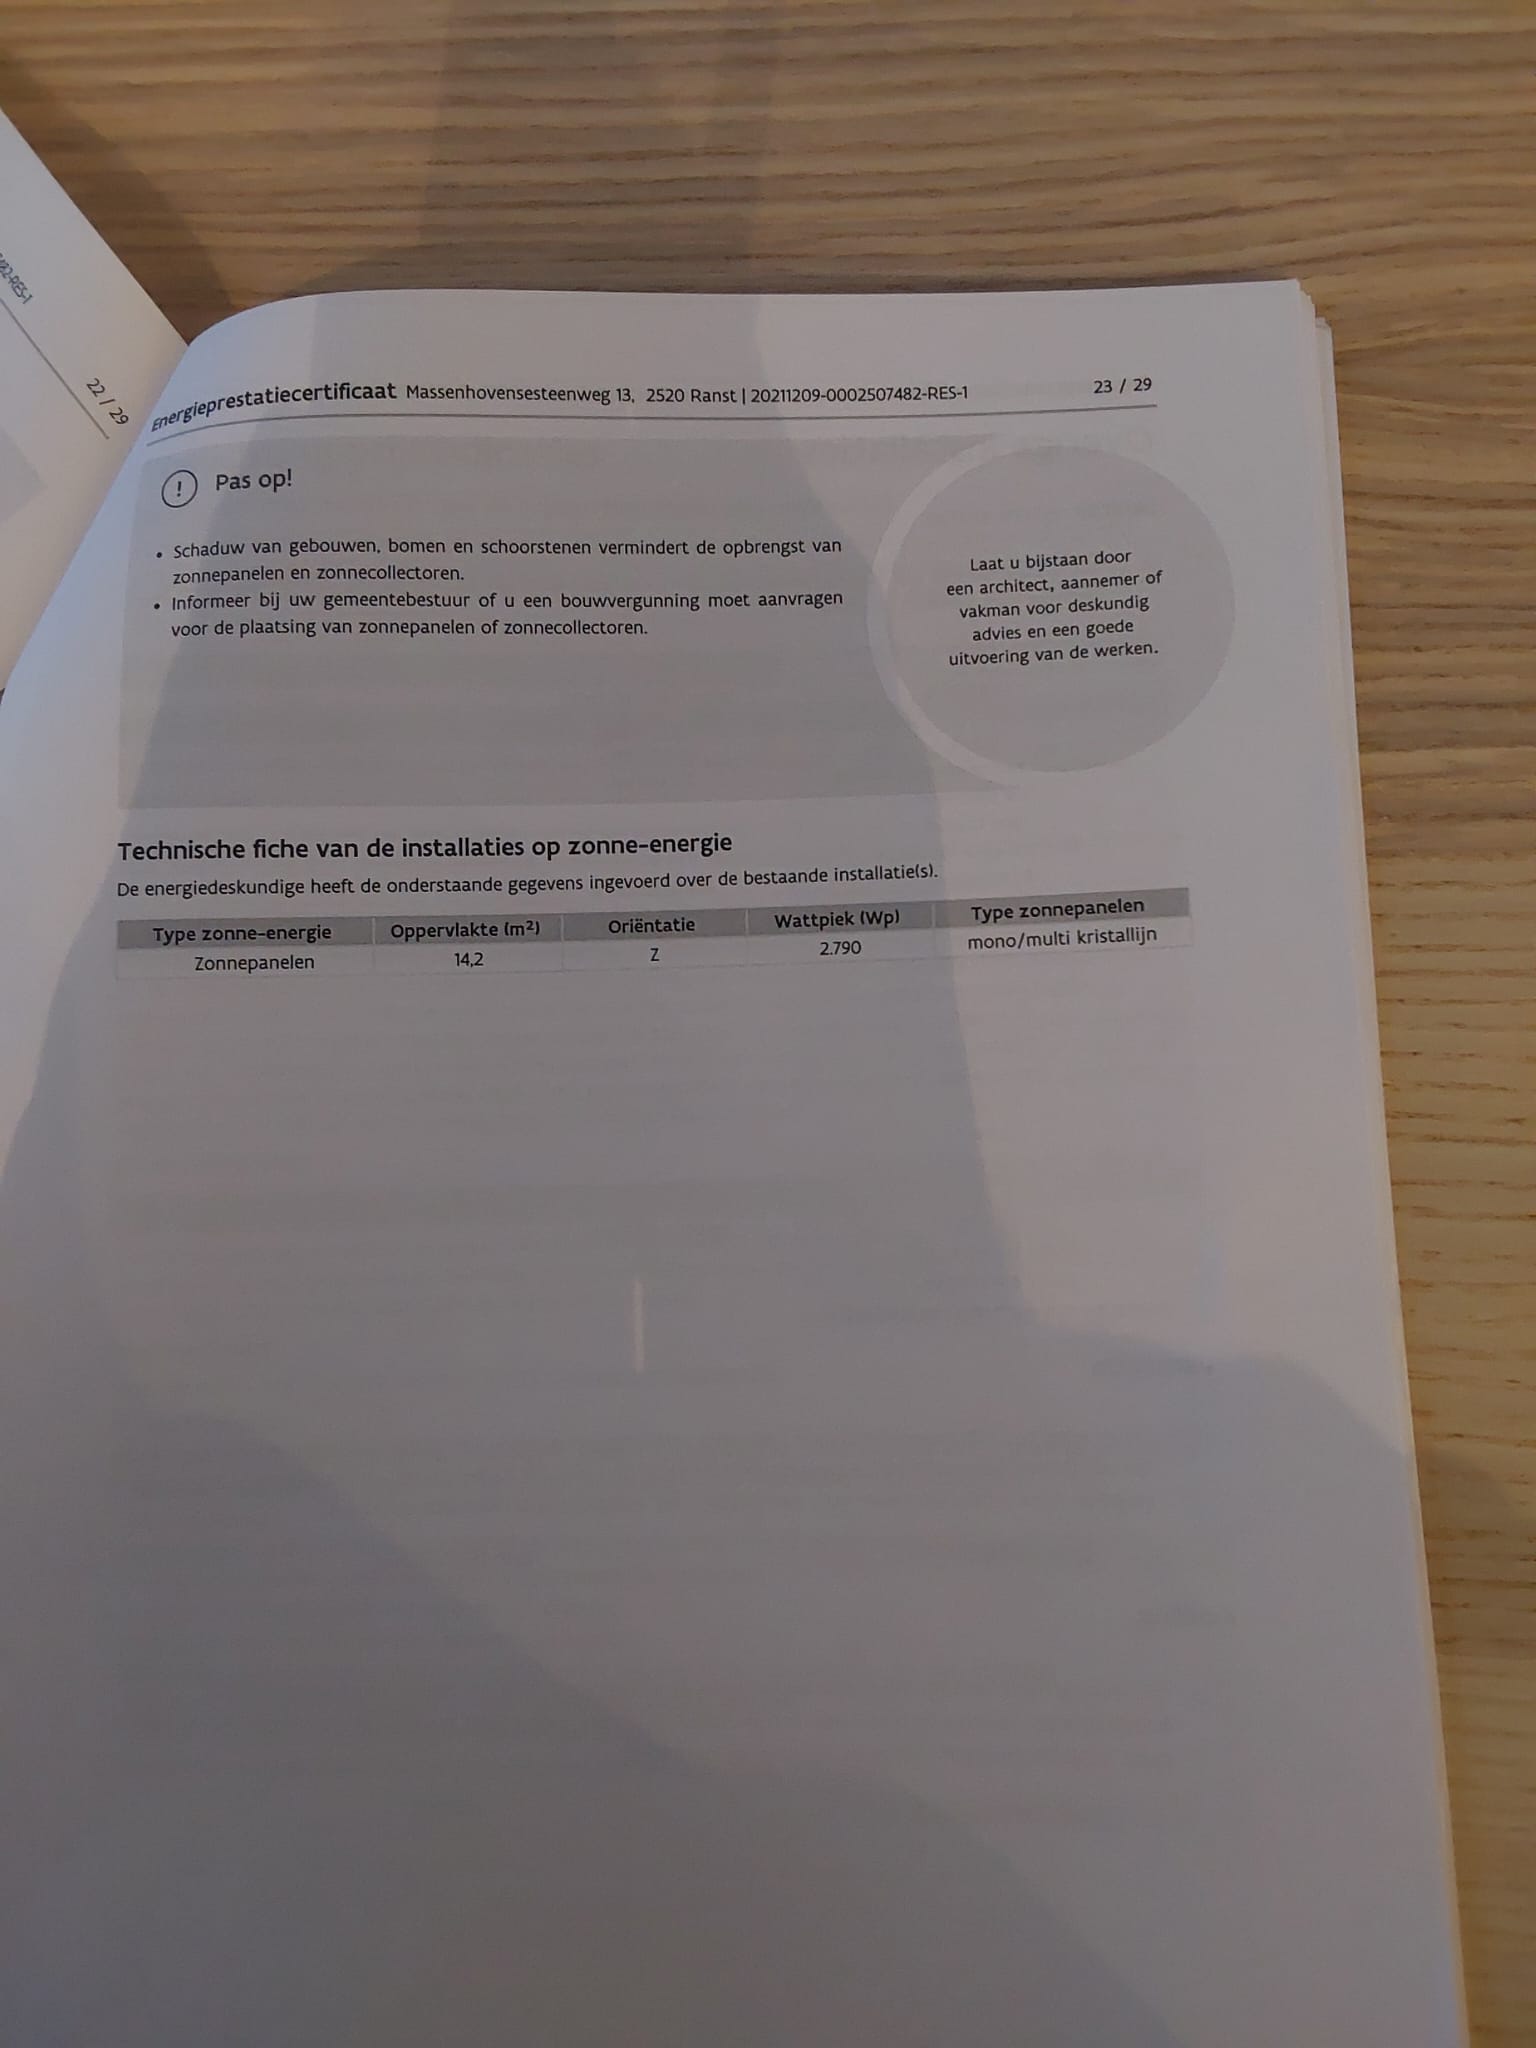 482-RES-1
22 / 29
Energieprestatiecertificaat Massenhovensesteenweg 13, 2520 Ranst | 20211209-0002507482-RES-1 23 / 29
! Pas op!
• Schaduw van gebouwen, bomen en schoorstenen vermindert de opbrengst van
zonnepanelen en zonnecollectoren.
• Informeer bij uw gemeentebestuur of u een bouwvergunning moet aanvragen
voor de plaatsing van zonnepanelen of zonnecollectoren.
Laat u bijstaan door
een architect, aannemer of
vakman voor deskundig
advies en een goede
uitvoering van de werken.
Technische fiche van de installaties op zonne-energie
De energiedeskundige heeft de onderstaande gegevens ingevoerd over de bestaande installatie(s).
Type zonne-energie Oppervlakte (m²) Oriëntatie Wattpiek (Wp) Type zonnepanelen
Zonnepanelen 14,2 Z 2.790 mono/multi kristallijn